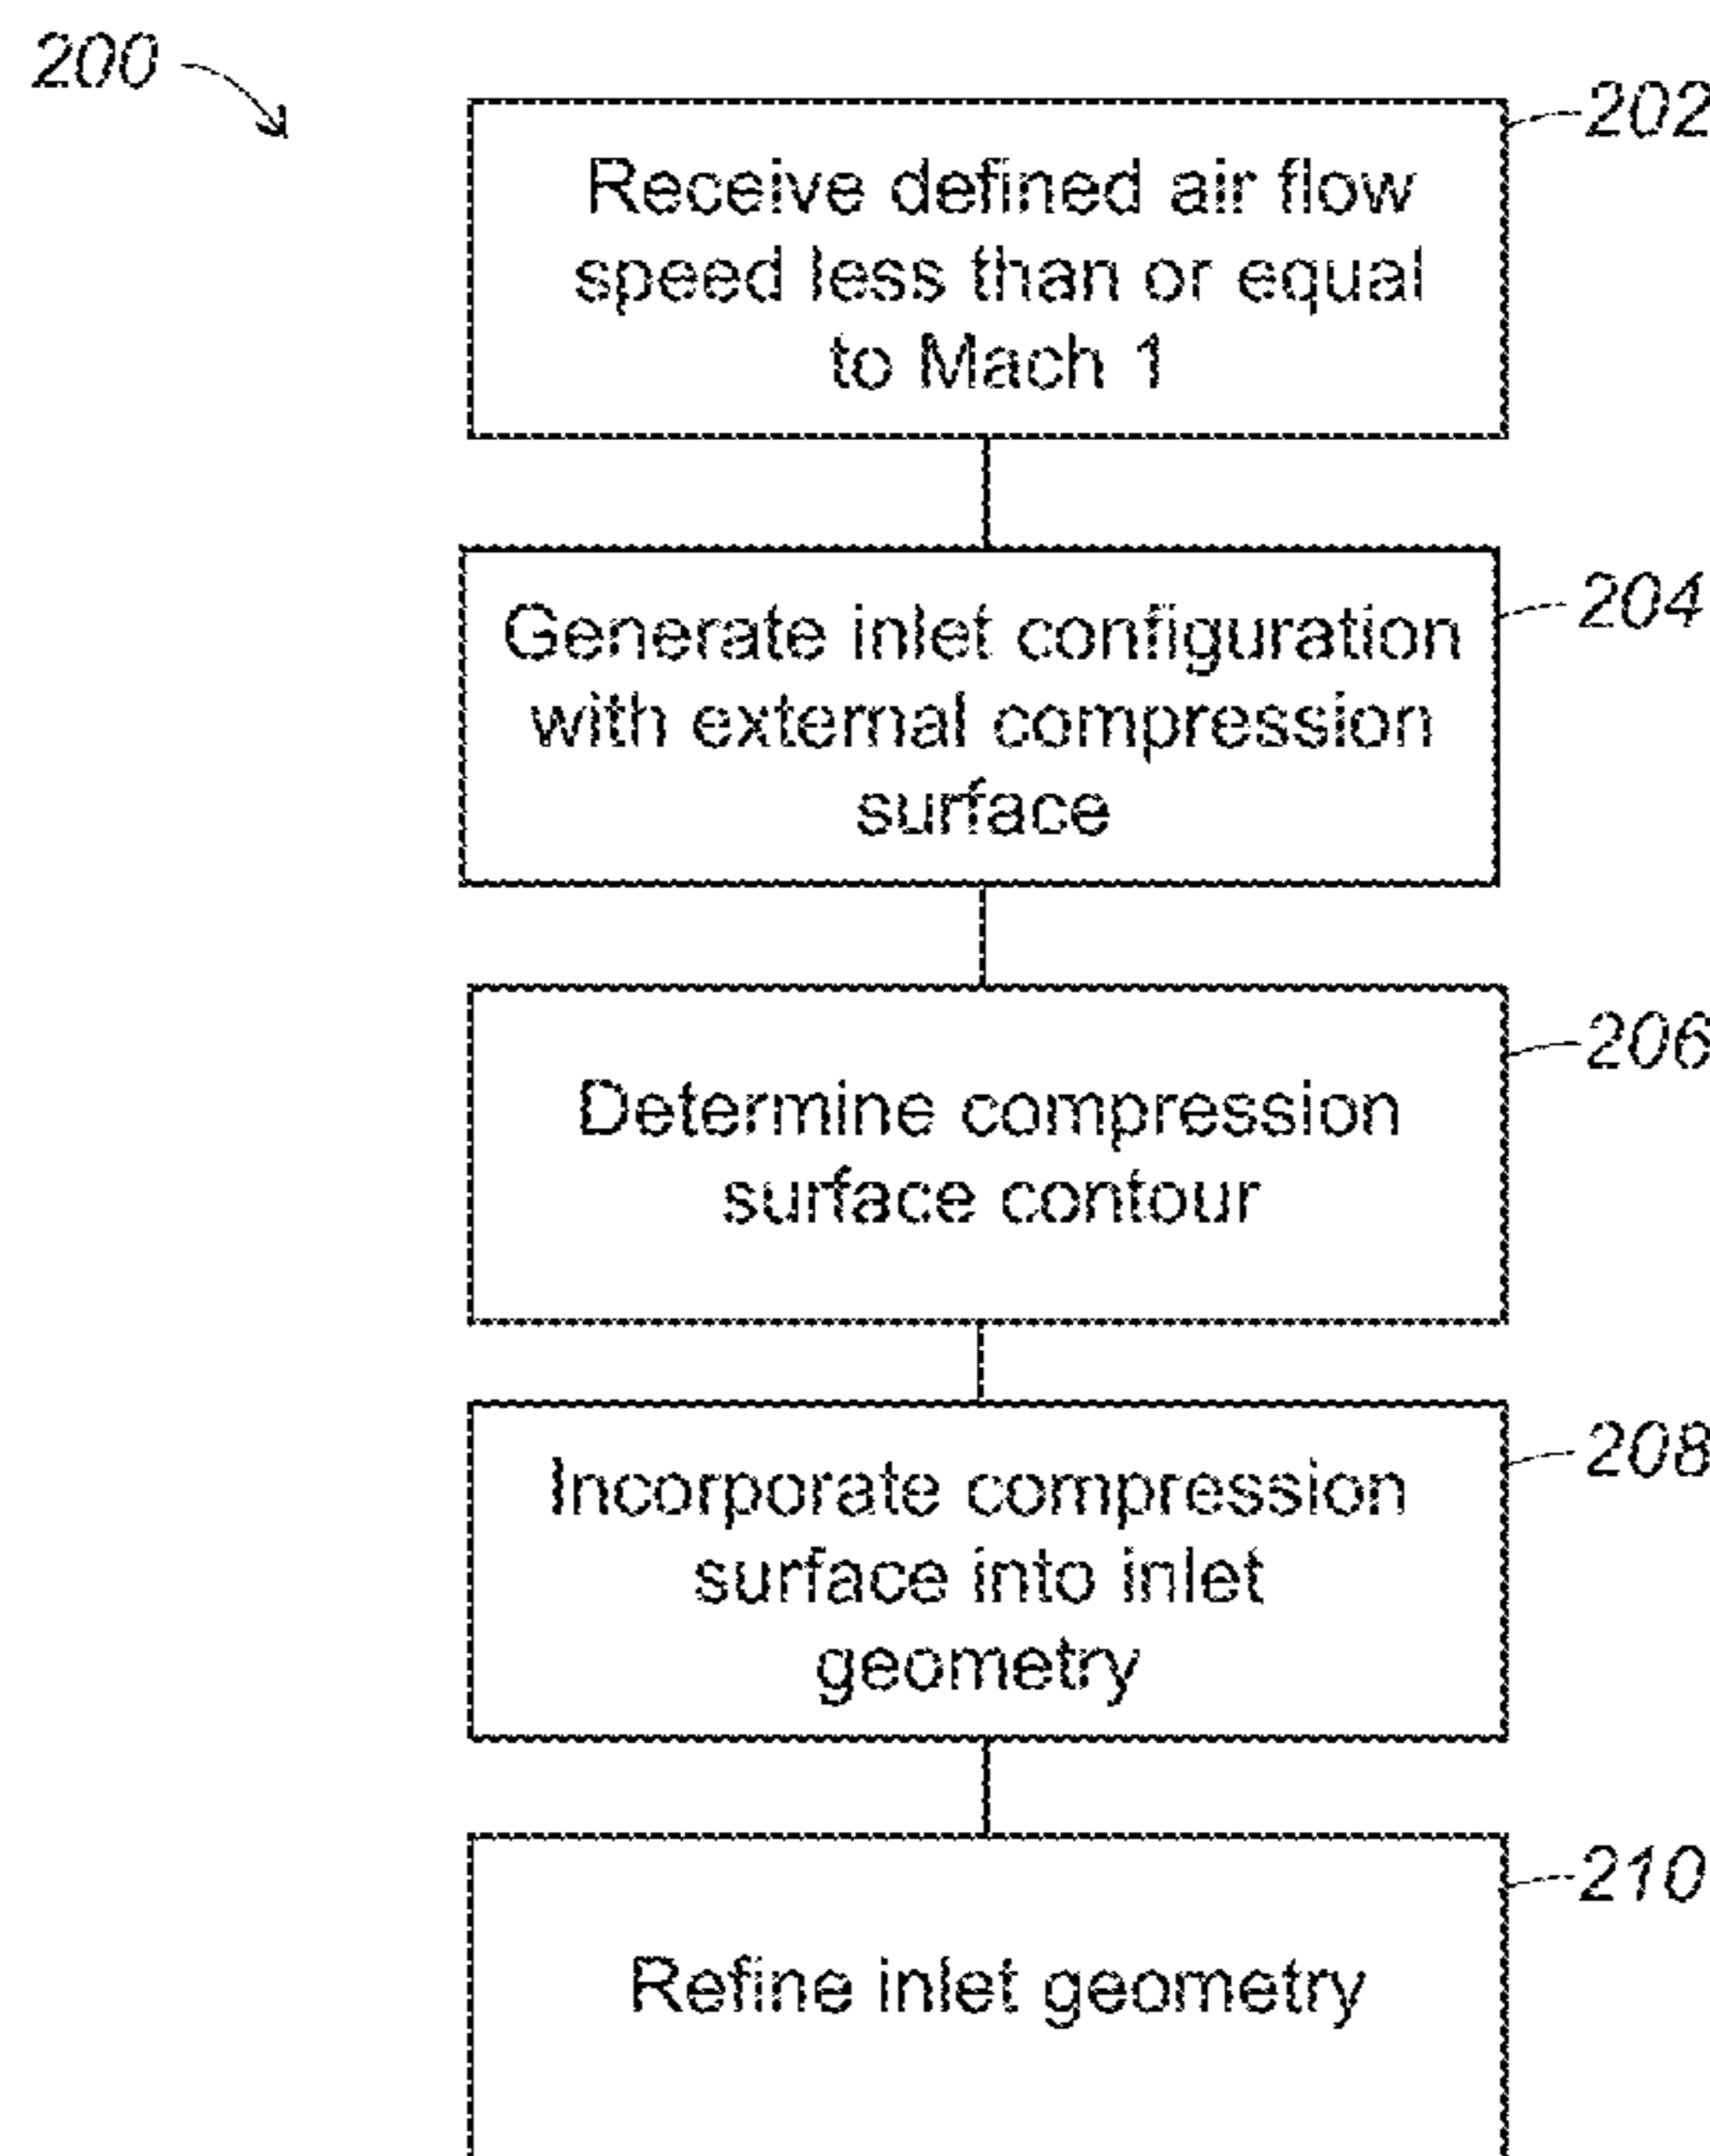 200
202
Receive defined air flow
speed less than or equal
to Mach 1
204
Generate inlet configuration
with external compression
surface
206
Determine compression
surface contour
208
Incorporate compression
surface into inlet
geometry
210
Refine inlet geometry